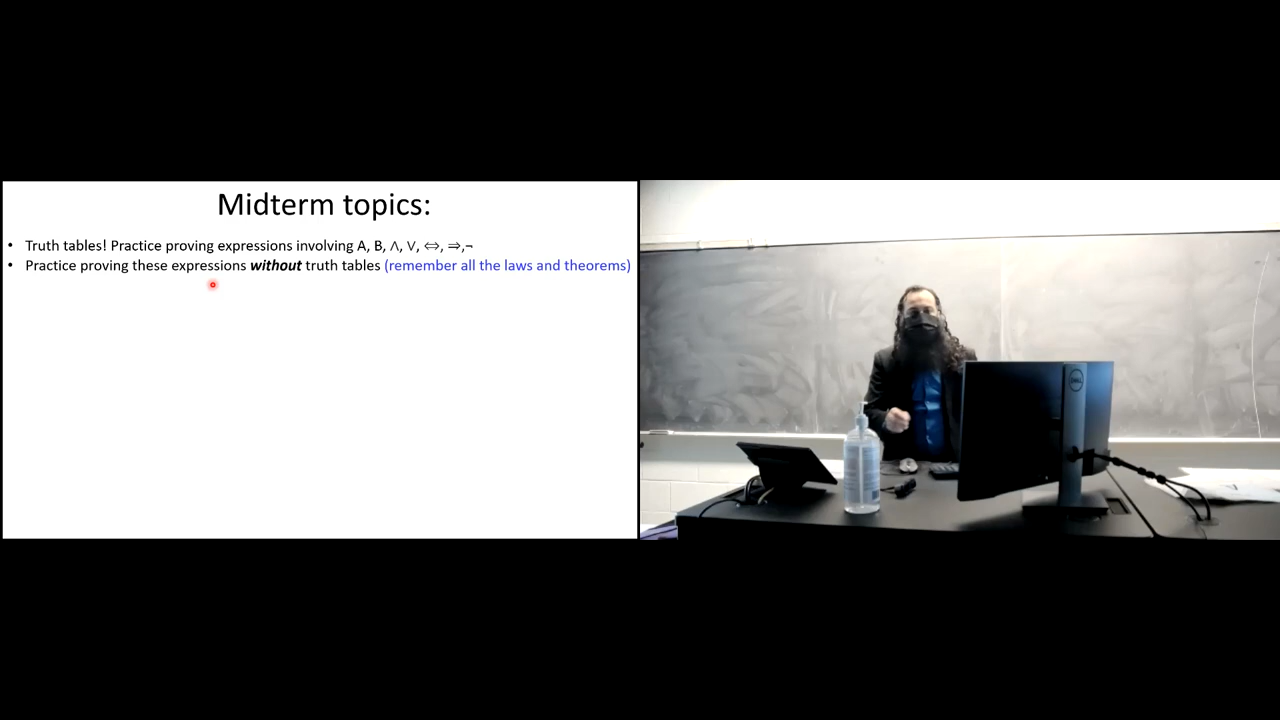 Midterm topics:
• Truth tables! Practice proving expressions involving A, B, ∧, ∨, ⇔, ⇒,¬
• Practice proving these expressions without truth tables (remember all the laws and theorems)
DELL